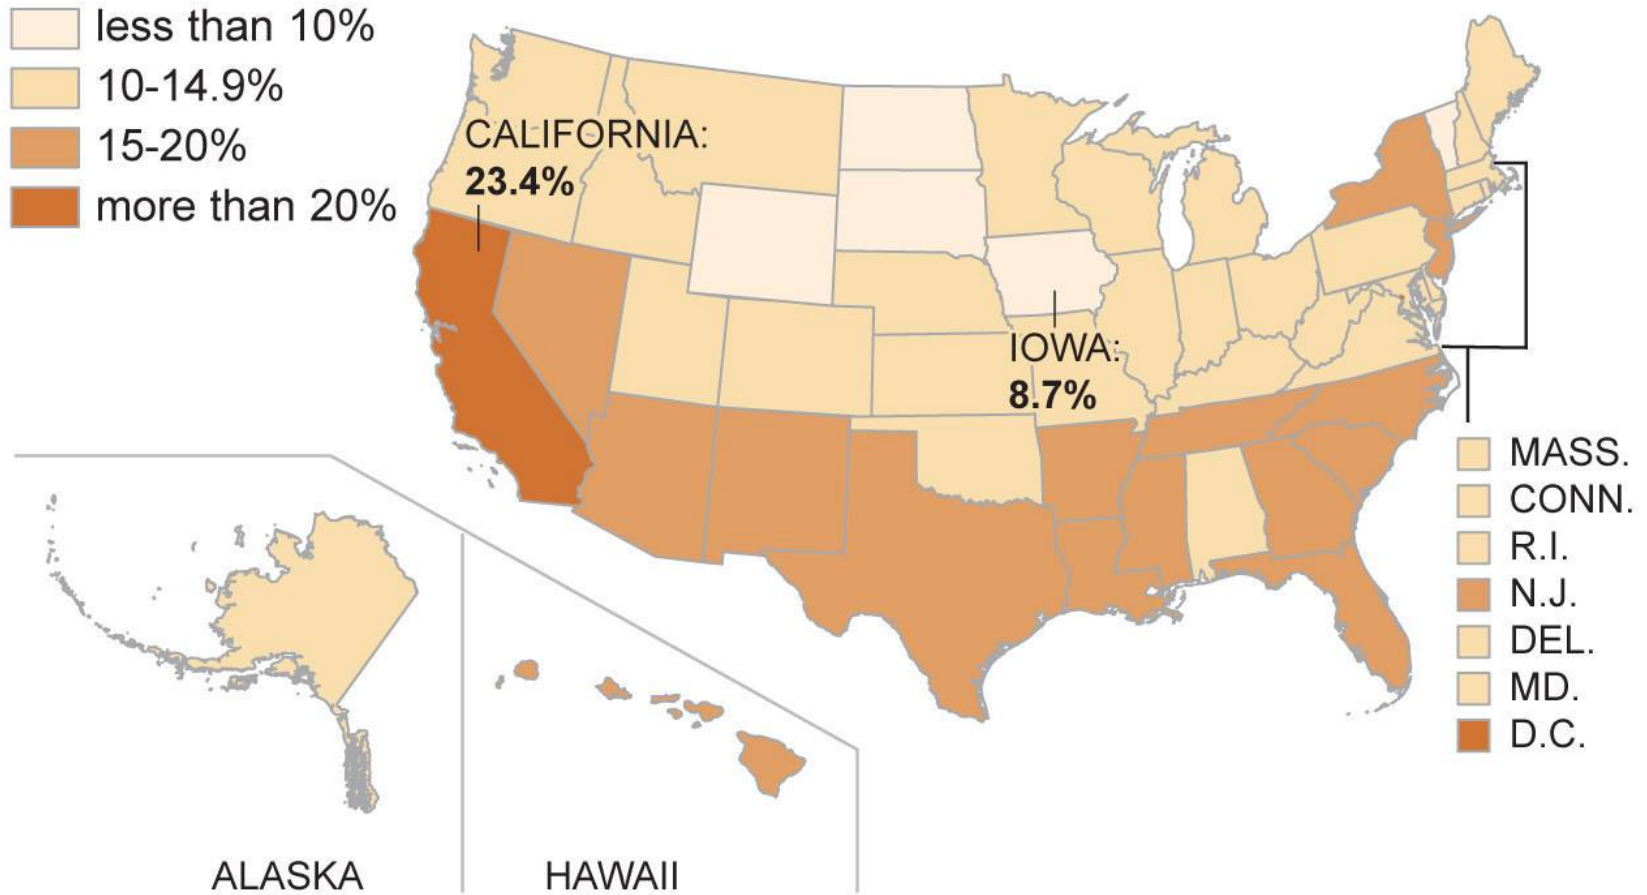 less than 10%
10-14.9%
15-20%
more than 20%
CALIFORNIA:
23.4%
IOWA:
8.7%
MASS.
CONN.
R.I.
N.J.
DEL.
MD.
D.C.
ALASKA
HAWAII